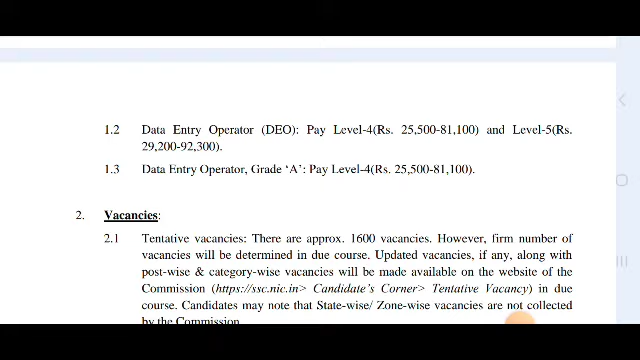 1.2 Data Entry Operator (DEO): Pay Level-4(Rs. 25,500-81,100) and Level-5(Rs.
29,200-92,300).
1.3 Data Entry Operator, Grade ‘A’: Pay Level-4(Rs. 25,500-81,100).
2. Vacancies:
2.1 Tentative vacancies: There are approx. 1600 vacancies. However, firm number of
vacancies will be determined in due course. Updated vacancies, if any, along with
post-wise & category-wise vacancies will be made available on the website of the
Commission (https://ssc.nic.in> Candidate’s Corner> Tentative Vacancy) in due
course. Candidates may note that State-wise/ Zone-wise vacancies are not collected
by the Commission.